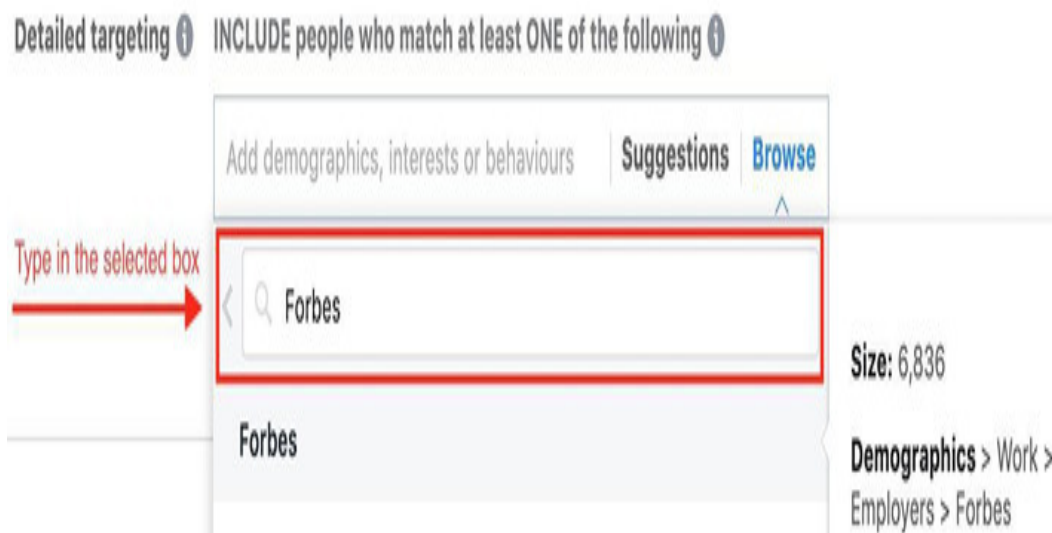 Detailed targeting INCLUDE people who match at least ONE of the following
Add demographics, interests or behaviours Suggestions Browse
Type in the selected box
Forbes
Size: 6,836
Forbes
Demographics > Work >
Employers > Forbes